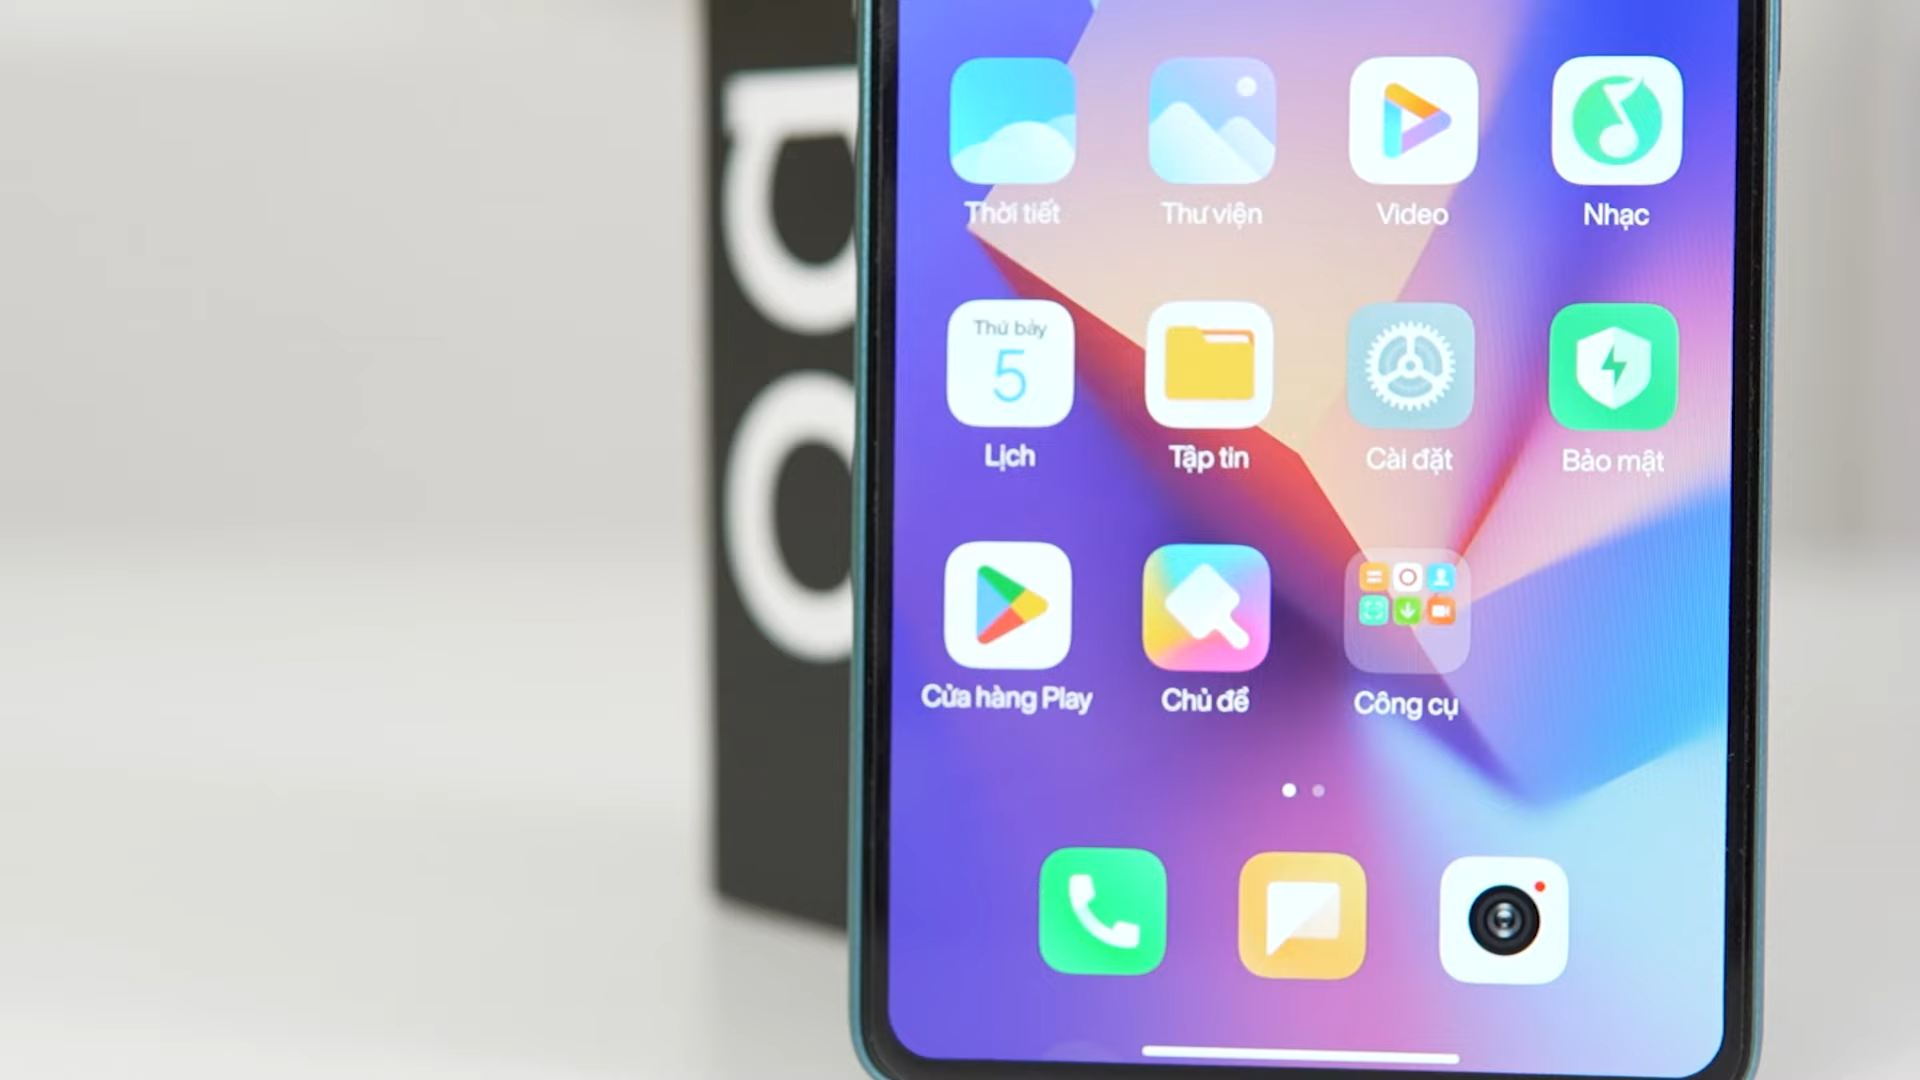 Thời tiết
Thư viện
Video
Nhạc
Thứ bảy
5
Lịch
Tập tin
Cài đặt
Bảo mật
Cửa hàng Play
Chủ đề
Công cụ